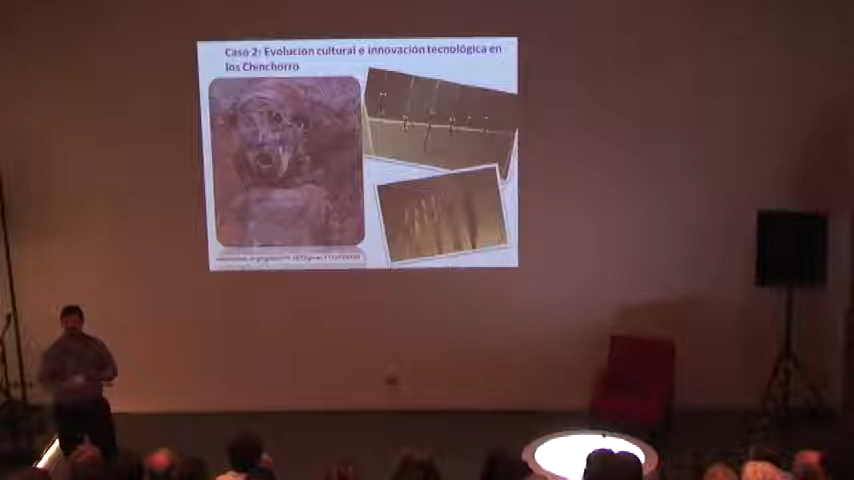 Caso 2: Evolucion cultural e innovación tecnológica en
los Chinchorro